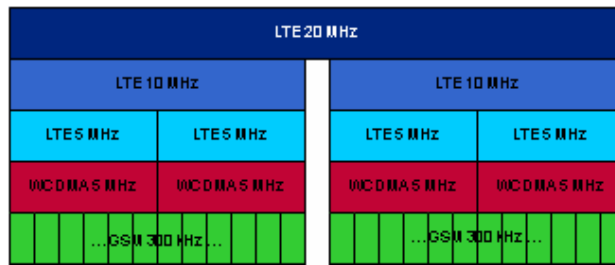 LTE 20 MHz
LTE 10 MHz LTE 10 MHz
LTE 5 MHz LTE 5 MHz LTE 5 MHz LTE 5 MHz
WCDMA 5 MHz WCDMA 5 MHz WCDMA 5 MHz WCDMA 5 MHz
...GSM 300 kHz... ...GSM 300 kHz...